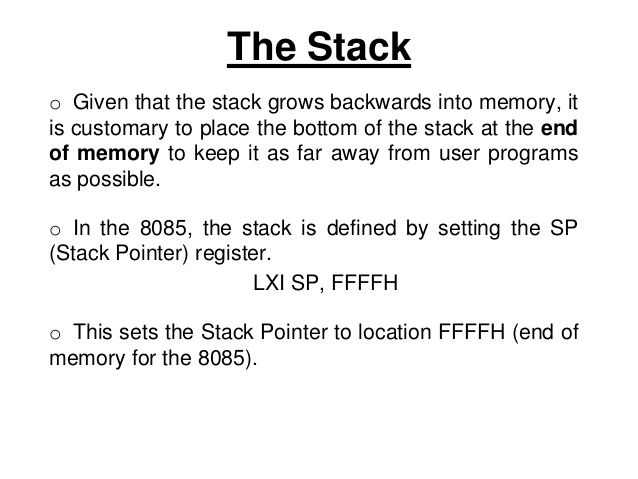 The Stack
o Given that the stack grows backwards into memory, it
is customary to place the bottom of the stack at the end
of memory to keep it as far away from user programs
as possible.
o In the 8085, the stack is defined by setting the SP
(Stack Pointer) register.
LXI SP, FFFFH
o This sets the Stack Pointer to location FFFFH (end of
memory for the 8085).